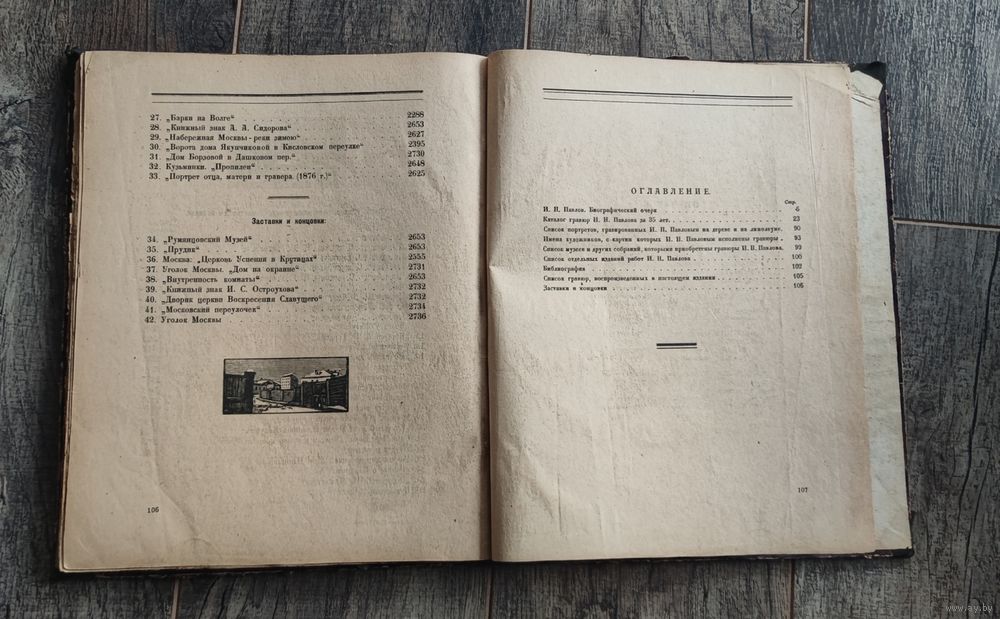 27. „Барки на Волге“ 2288
28. „Книжный знак А. А. Сидорова“ 2653
29. „Набережная Москвы-реки зимою“ 2627
30. „Ворота дома Якунчиковой в Кисловском переулке“ 2395
31. „Дом Борзовой в Дашковом пер.“ 2730
32. Кузьминки. „Пропилеи“ 2648
33. „Портрет отца, матери и гравера. (1876 г.)“ 2625
Заставки и концовки:
34. „Румянцовский Музей“ 2653
35. „Прудик“ 2653
36. Москва: „Церковь Успения в Крутицах“ 2555
37. Уголок Москвы. „Дом на окраине“ 2731
38. „Внутренность комнаты“ 2653
39. „Книжный знак И. С. Остроухова“ 2732
40. „Дворик церкви Воскресения Славущего“ 2732
41. „Московский переулочек“ 2734
42. Уголок Москвы 2736
106
ОГЛАВЛЕНИЕ.
Стр.
И. Н. Павлов. Биографический очерк 5
Каталог гравюр И. Н. Павлова за 35 лет. 23
Список портретов, гравированных И. Н. Павловым на дереве и на линолеуме. 90
Имена художников, с картин которых И. Н. Павловым исполнены гравюры. 93
Список музеев и других собраний, которыми приобретены гравюры И. Н. Павлова. 99
Список отдельных изданий работ И. Н. Павлова 100
Библиография 102
Список гравюр, воспроизведенных в настоящем издании 105
Заставки и концовки 106
107
www.ay.by